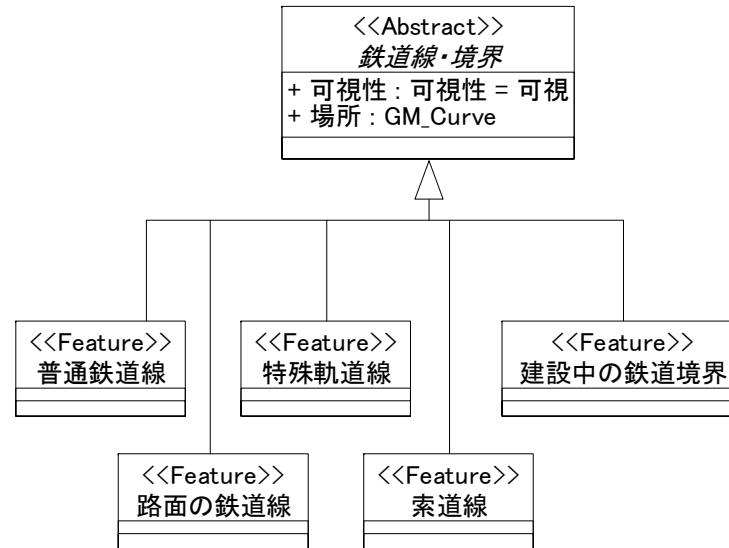 <<Abstract>>
鉄道線・境界
+ 可視性 : 可視性 = 可視
+ 場所 : GM_Curve
<<Feature>>
普通鉄道線
<<Feature>>
特殊軌道線
<<Feature>>
建設中の鉄道境界
<<Feature>>
路面の鉄道線
<<Feature>>
索道線